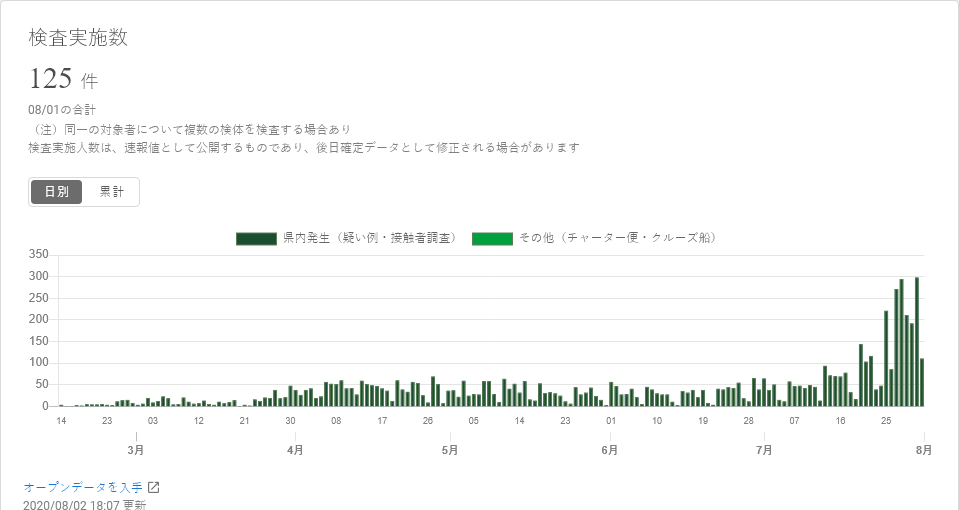 検査実施数
125 件
08/01の合計
（注）同一の対象者について複数の検体を検査する場合あり
検査実施人数は、速報値として公開するものであり、後日確定データとして修正される場合があります
日別 累計
県内発生（疑い例・接触者調査） その他（チャーター便・クルーズ船）
350
300
250
200
150
100
50
0
14 23 03 12 21 30 08 17 26 05 14 23 01 10 19 28 07 16 25
3月 4月 5月 6月 7月 8月
オープンデータを入手
2020/08/02 18:07 更新